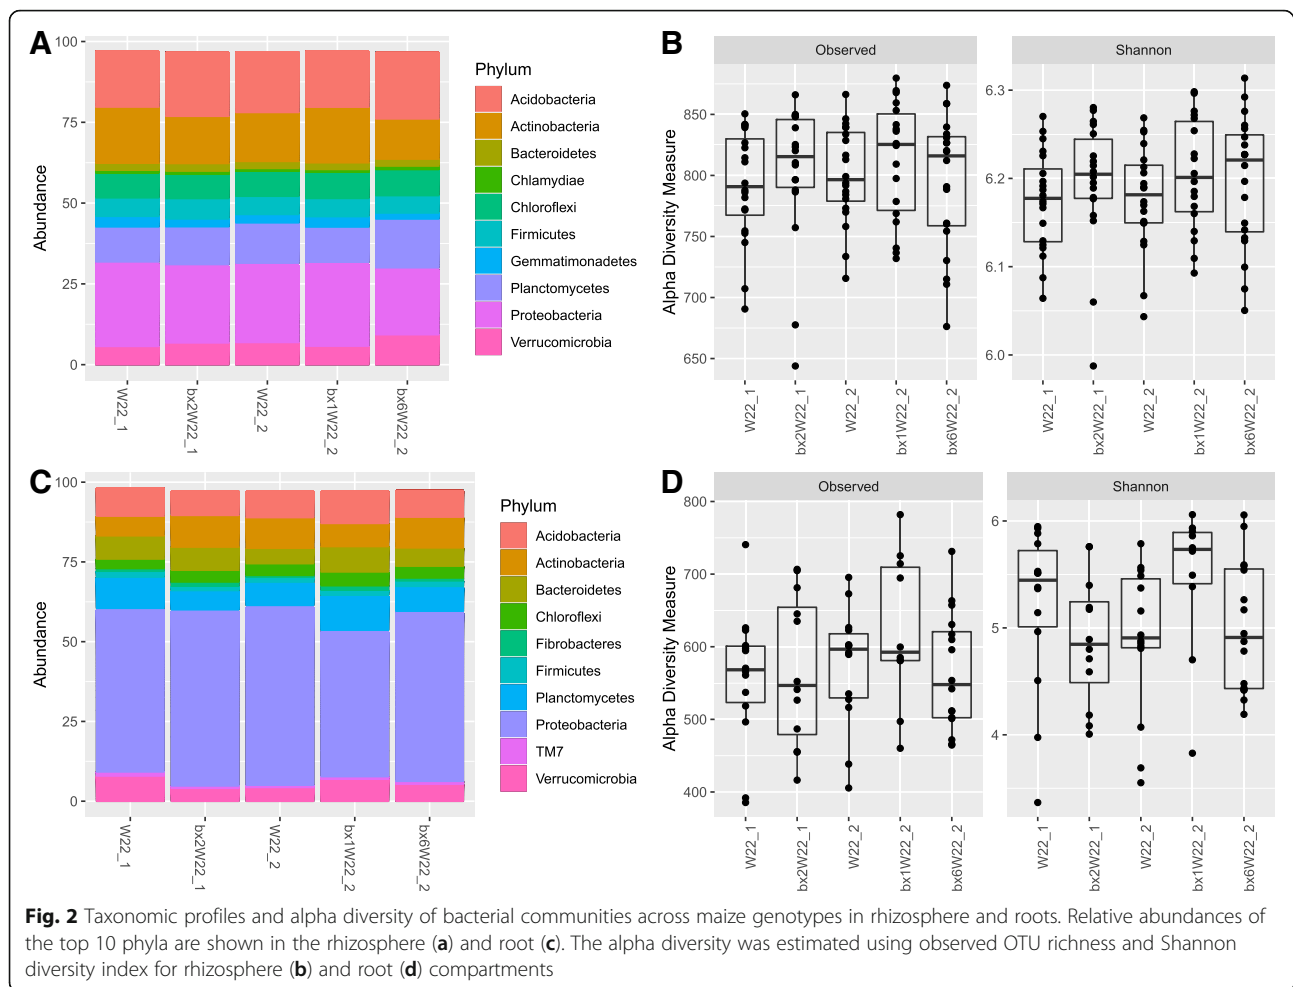 A
100
75
50
25
0
Abundance
W22_1
bx2W22_1
W22_2
bx1W22_2
bx6W22_2
Phylum
Acidobacteria
Actinobacteria
Bacteroidetes
Chlamydiae
Chloroflexi
Firmicutes
Gemmatimonadetes
Planctomycetes
Proteobacteria
Verrucomicrobia
B
Observed
Shannon
Alpha Diversity Measure
850
800
750
700
650
6.3
6.2
6.1
6.0
W22_1
bx2W22_1
W22_2
bx1W22_2
bx6W22_2
W22_1
bx2W22_1
W22_2
bx1W22_2
bx6W22_2
C
100
75
50
25
0
Abundance
W22_1
bx2W22_1
W22_2
bx1W22_2
bx6W22_2
Phylum
Acidobacteria
Actinobacteria
Bacteroidetes
Chloroflexi
Fibrobacteres
Firmicutes
Planctomycetes
Proteobacteria
TM7
Verrucomicrobia
D
Observed
Shannon
Alpha Diversity Measure
800
700
600
500
400
6
5
4
W22_1
bx2W22_1
W22_2
bx1W22_2
bx6W22_2
W22_1
bx2W22_1
W22_2
bx1W22_2
bx6W22_2
Fig. 2 Taxonomic profiles and alpha diversity of bacterial communities across maize genotypes in rhizosphere and roots. Relative abundances of
the top 10 phyla are shown in the rhizosphere (a) and root (c). The alpha diversity was estimated using observed OTU richness and Shannon
diversity index for rhizosphere (b) and root (d) compartments